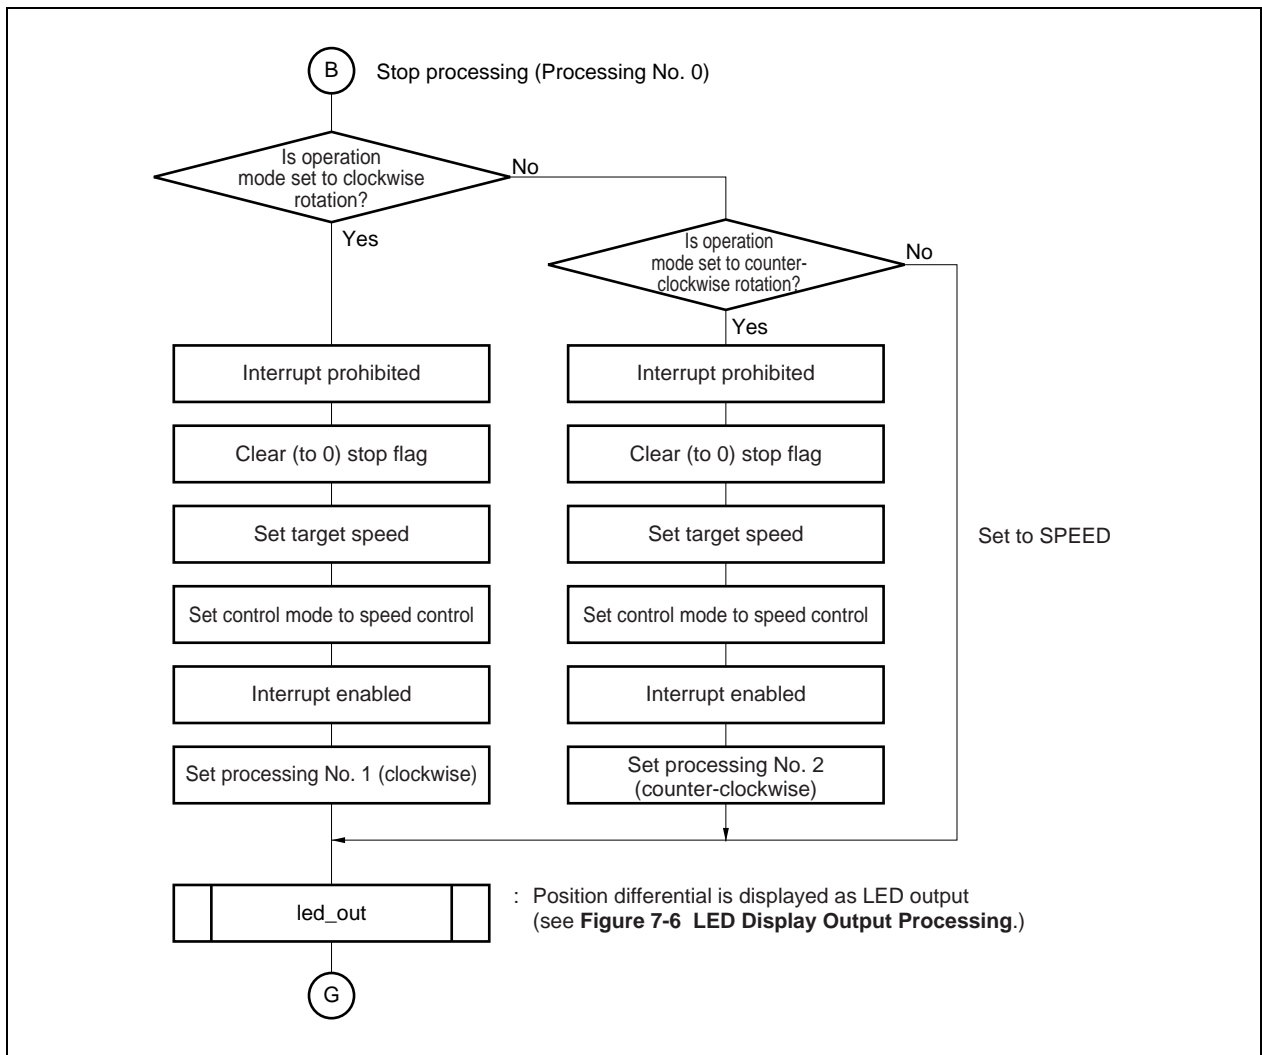 B
Stop processing (Processing No. 0)
Is operation
mode set to clockwise
rotation?
No
Yes
Is operation
mode set to counter-
clockwise rotation?
No
Yes
Interrupt prohibited
Interrupt prohibited
Clear (to 0) stop flag
Clear (to 0) stop flag
Set target speed
Set target speed
Set to SPEED
Set control mode to speed control
Set control mode to speed control
Interrupt enabled
Interrupt enabled
Set processing No. 1 (clockwise)
Set processing No. 2
(counter-clockwise)
led_out
: Position differential is displayed as LED output
(see Figure 7-6 LED Display Output Processing.)
G